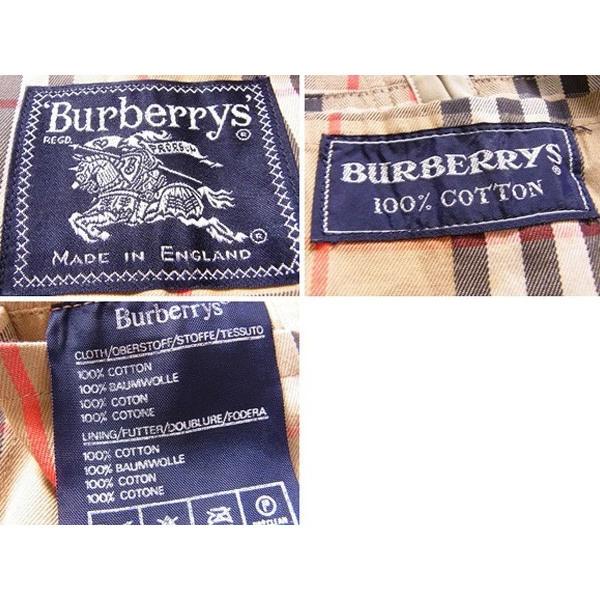 'Burberrys'®
REGD.
PRORSUM
®
MADE IN ENGLAND
BURBERRYS®
100% COTTON
Burberrys®
CLOTH/OBERSTOFF/STOFFE/TESSUTO
100% COTTON
100% BAUMWOLLE
100% COTON
100% COTONE
LINING/FUTTER/DOUBLURE/FODERA
100% COTTON
100% BAUMWOLLE
100% COTON
100% COTONE
P